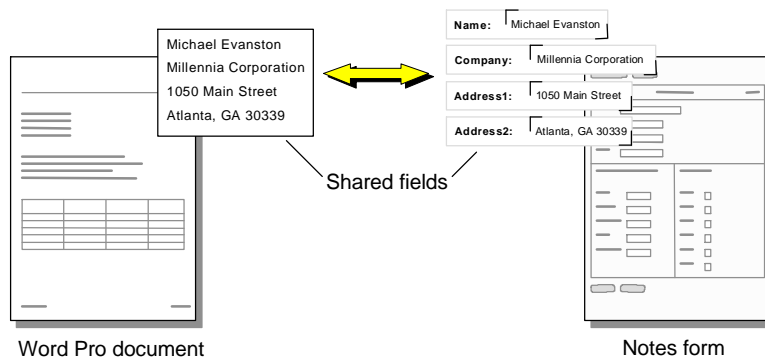 Michael Evanston
Millennia Corporation
1050 Main Street
Atlanta, GA 30339
Name: Michael Evanston
Company: Millennia Corporation
Address1: 1050 Main Street
Address2: Atlanta, GA 30339
Shared fields
Word Pro document
Notes form